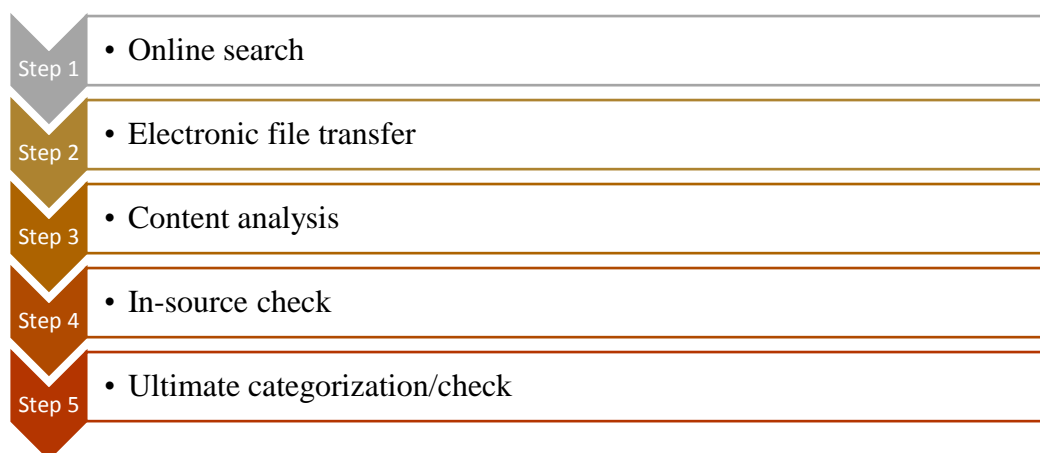 Step 1
• Online search
Step 2
• Electronic file transfer
Step 3
• Content analysis
Step 4
• In-source check
Step 5
• Ultimate categorization/check